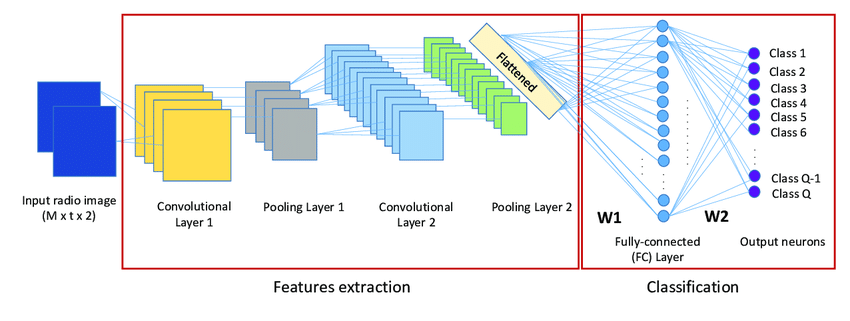 Input radio image
(M x t x 2)
Convolutional
Layer 1
Pooling Layer 1
Convolutional
Layer 2
Pooling Layer 2
Flattened
W1
Fully-connected
(FC) Layer
W2
Class 1
Class 2
Class 3
Class 4
Class 5
Class 6
Class Q-1
Class Q
Output neurons
Features extraction
Classification